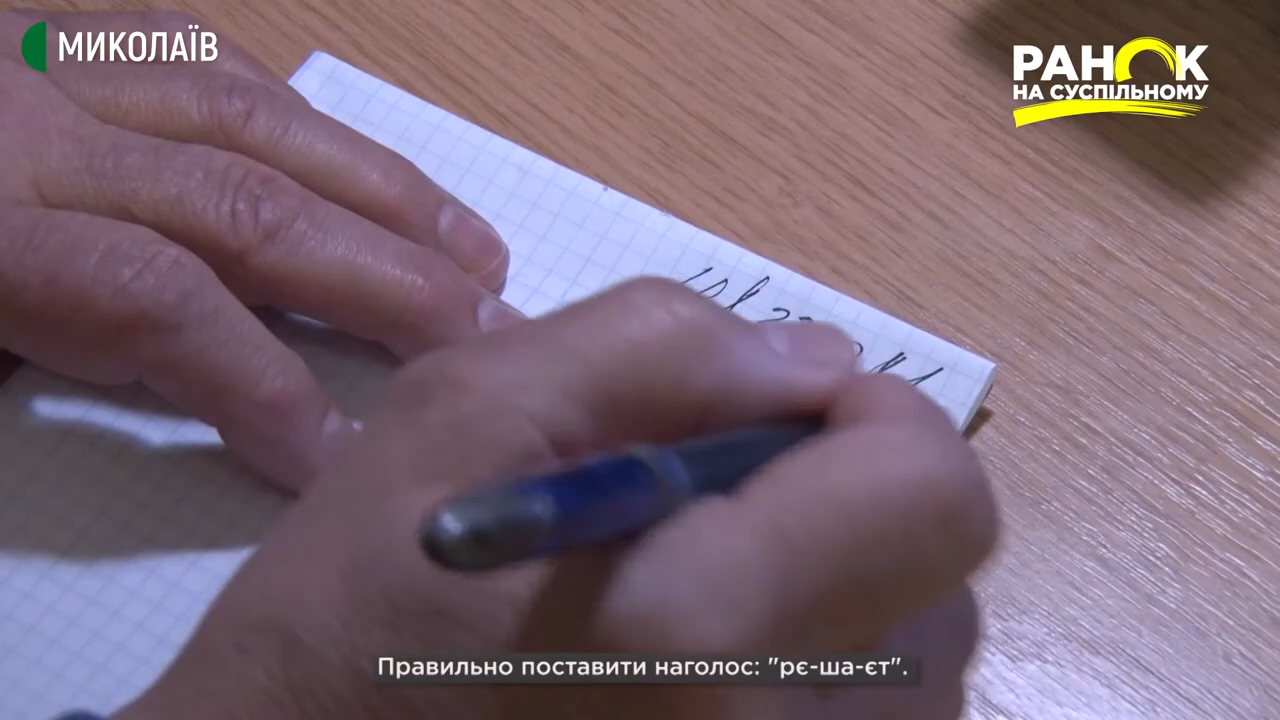 МИКОЛАЇВ
РАНОК
НА СУСПІЛЬНОМУ
Правильно поставити наголос: "рє-ша-єт".